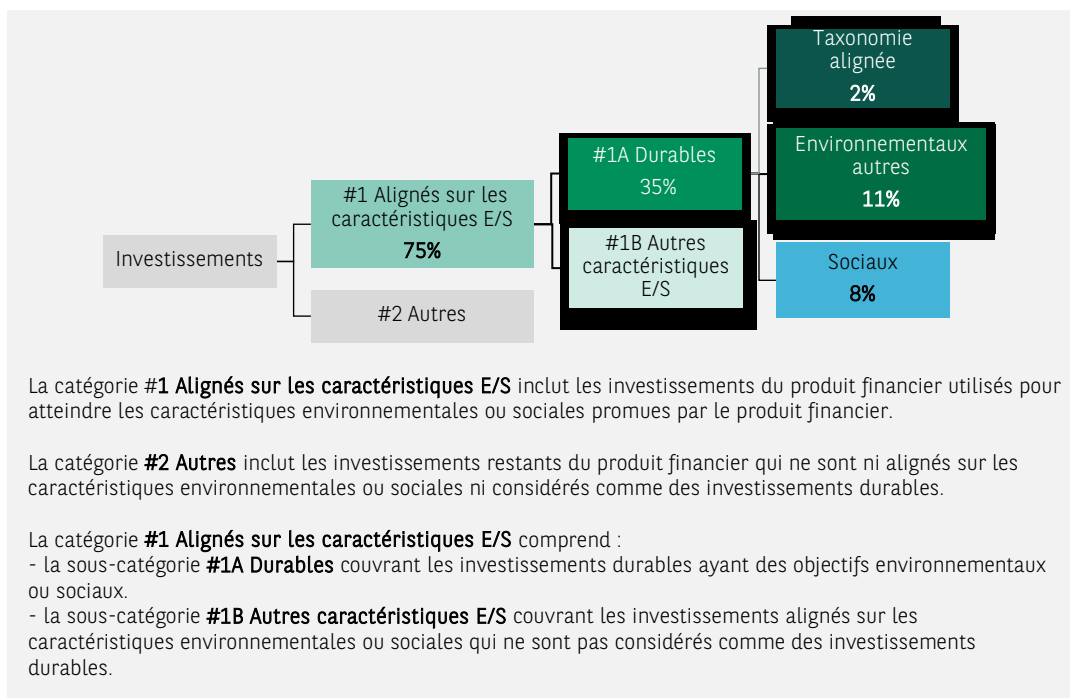 Taxonomie
alignée
2%
Environnementaux
autres
11%
#1A Durables
35%
#1 Alignés sur les
caractéristiques E/S
75%
#1B Autres
caractéristiques
E/S
Investissements
Sociaux
8%
#2 Autres
La catégorie #1 Alignés sur les caractéristiques E/S inclut les investissements du produit financier utilisés pour
atteindre les caractéristiques environnementales ou sociales promues par le produit financier.
La catégorie #2 Autres inclut les investissements restants du produit financier qui ne sont ni alignés sur les
caractéristiques environnementales ou sociales ni considérés comme des investissements durables.
La catégorie #1 Alignés sur les caractéristiques E/S comprend :
- la sous-catégorie #1A Durables couvrant les investissements durables ayant des objectifs environnementaux
ou sociaux.
- la sous-catégorie #1B Autres caractéristiques E/S couvrant les investissements alignés sur les
caractéristiques environnementales ou sociales qui ne sont pas considérés comme des investissements
durables.